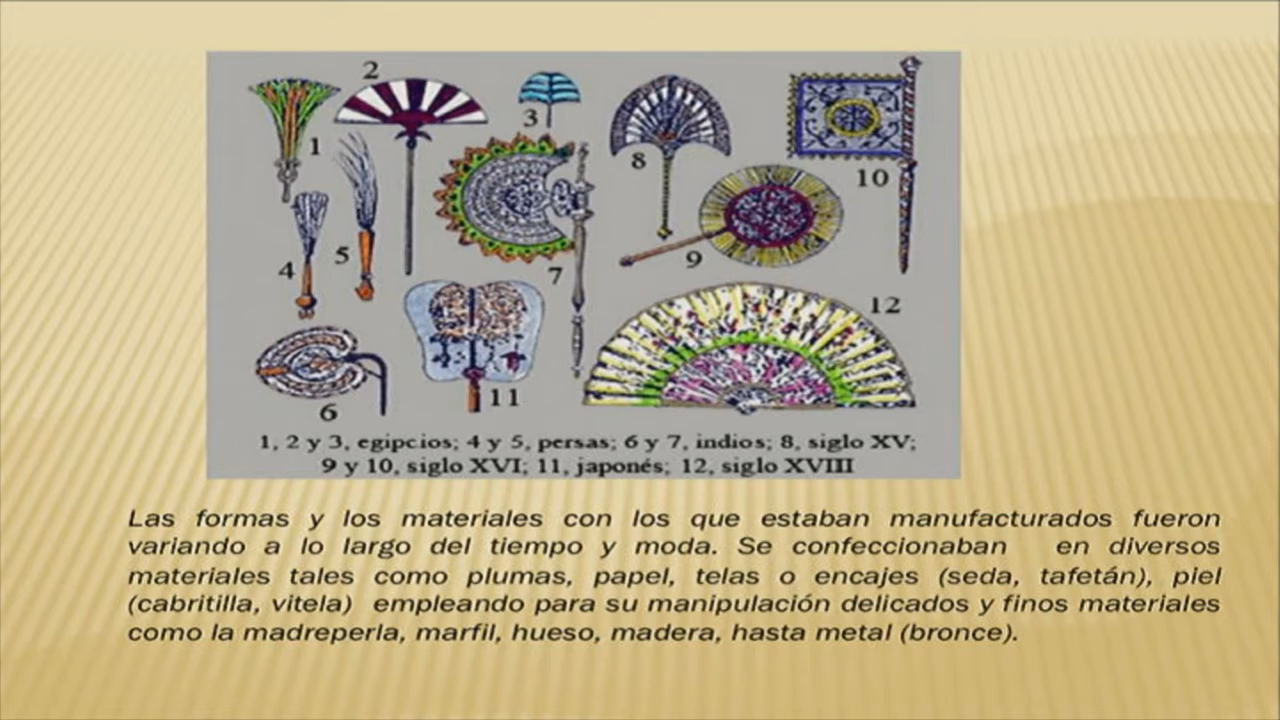 2
3
1
8
10
5
4
9
7
12
11
6
1, 2 y 3, egipcios; 4 y 5, persas; 6 y 7, indios; 8, siglo XV;
9 y 10, siglo XVI; 11, japonés; 12, siglo XVIII
Las formas y los materiales con los que estaban manufacturados fueron
variando a lo largo del tiempo y moda. Se confeccionaban en diversos
materiales tales como plumas, papel, telas o encajes (seda, tafetán), piel
(cabritilla, vitela) empleando para su manipulación delicados y finos materiales
como la madreperla, marfil, hueso, madera, hasta metal (bronce).